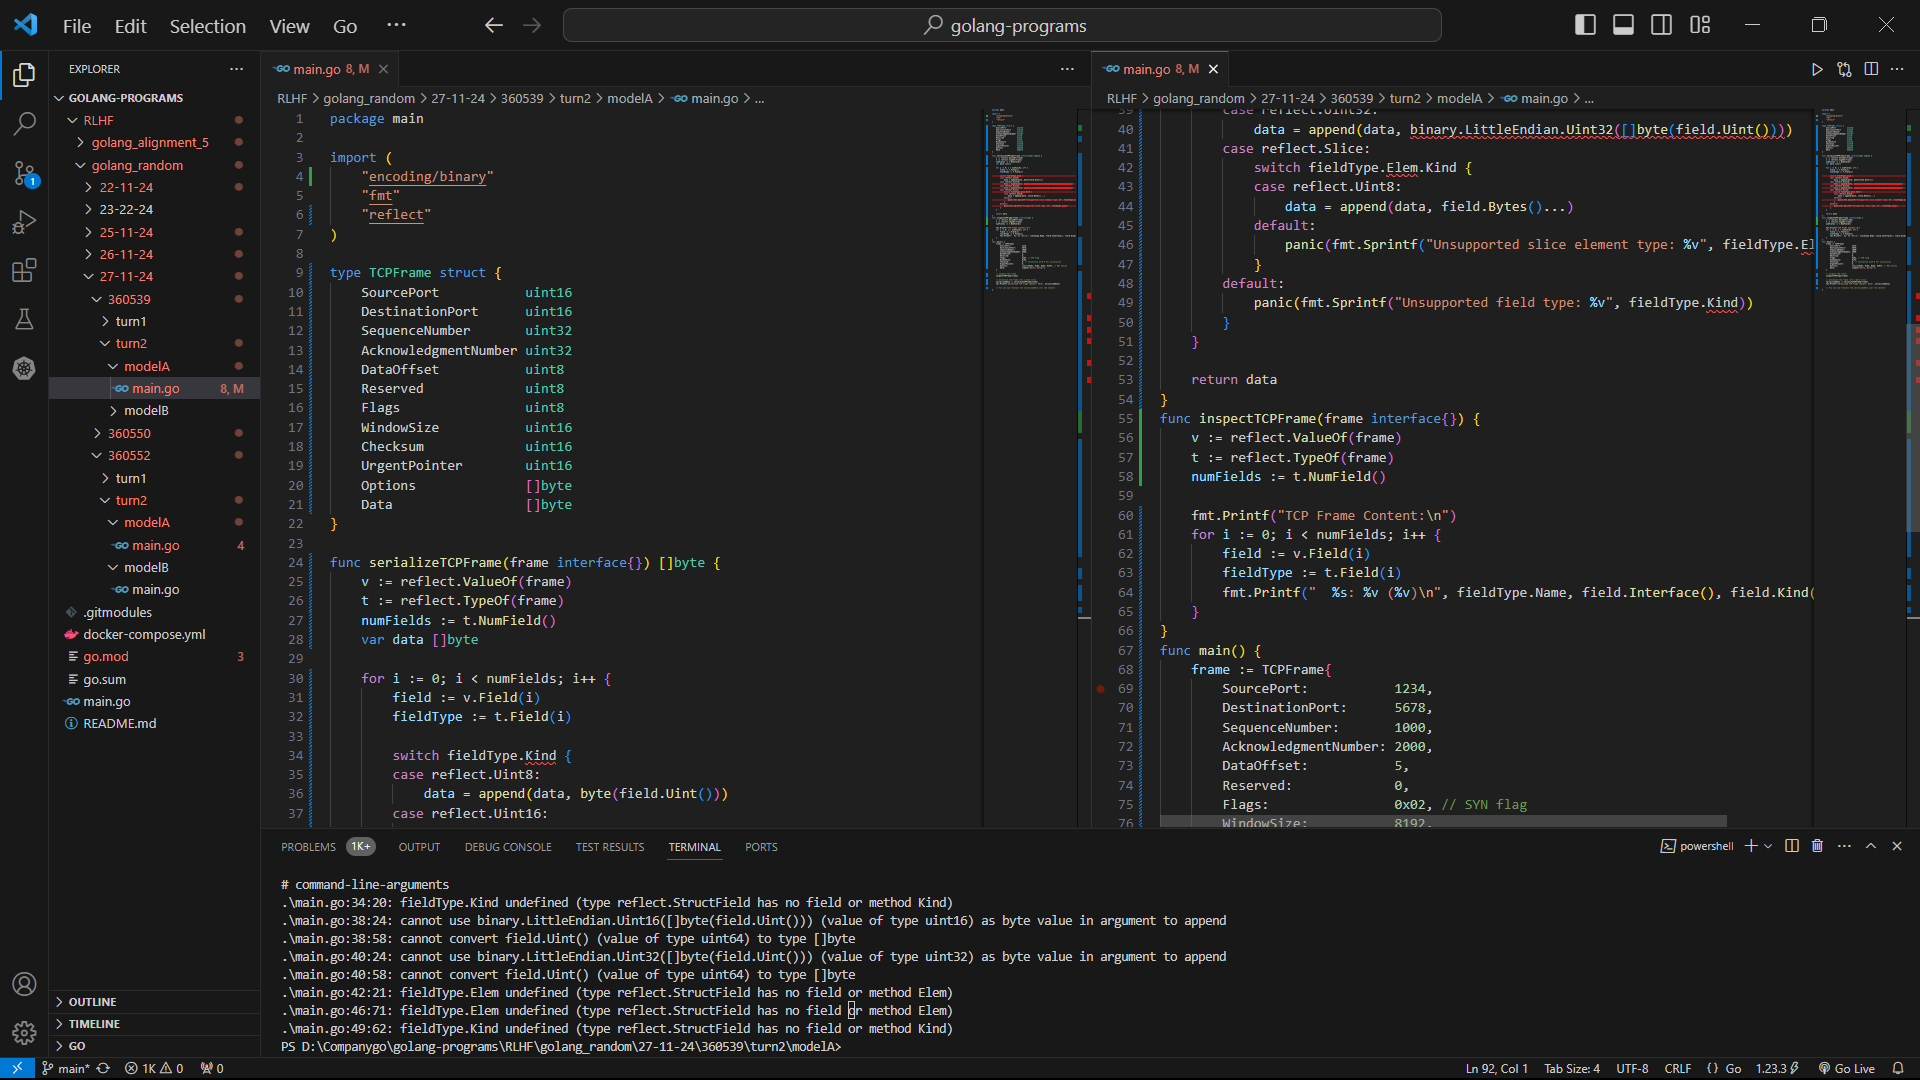 File Edit Selection View Go ···
golang-programs
EXPLORER
GOLANG-PROGRAMS
RLHF
golang_alignment_5
golang_random
22-11-24
23-22-24
25-11-24
26-11-24
27-11-24
360539
turn1
turn2
modelA
main.go 8, M
modelB
360550
360552
turn1
turn2
modelA
main.go 4
modelB
main.go
.gitmodules
docker-compose.yml
go.mod 3
go.sum
main.go
README.md
OUTLINE
TIMELINE
GO
main.go 8, M
RLHF > golang_random > 27-11-24 > 360539 > turn2 > modelA > main.go > ...
1 package main
2
3 import (
4 "encoding/binary"
5 "fmt"
6 "reflect"
7 )
8
9 type TCPFrame struct {
10 SourcePort uint16
11 DestinationPort uint16
12 SequenceNumber uint32
13 AcknowledgmentNumber uint32
14 DataOffset uint8
15 Reserved uint8
16 Flags uint8
17 WindowSize uint16
18 Checksum uint16
19 UrgentPointer uint16
20 Options []byte
21 Data []byte
22 }
23
24 func serializeTCPFrame(frame interface{}) []byte {
25 v := reflect.ValueOf(frame)
26 t := reflect.TypeOf(frame)
27 numFields := t.NumField()
28 var data []byte
29
30 for i := 0; i < numFields; i++ {
31 field := v.Field(i)
32 fieldType := t.Field(i)
33
34 switch fieldType.Kind {
35 case reflect.Uint8:
36 data = append(data, byte(field.Uint()))
37 case reflect.Uint16:
main.go 8, M
RLHF > golang_random > 27-11-24 > 360539 > turn2 > modelA > main.go > ...
39 case reflect.Uint32:
40 data = append(data, binary.LittleEndian.Uint32([]byte(field.Uint())))
41 case reflect.Slice:
42 switch fieldType.Elem.Kind {
43 case reflect.Uint8:
44 data = append(data, field.Bytes()...)
45 default:
46 panic(fmt.Sprintf("Unsupported slice element type: %v", fieldType.El
47 }
48 default:
49 panic(fmt.Sprintf("Unsupported field type: %v", fieldType.Kind))
50 }
51 }
52
53 return data
54 }
55 func inspectTCPFrame(frame interface{}) {
56 v := reflect.ValueOf(frame)
57 t := reflect.TypeOf(frame)
58 numFields := t.NumField()
59
60 fmt.Printf("TCP Frame Content:\n")
61 for i := 0; i < numFields; i++ {
62 field := v.Field(i)
63 fieldType := t.Field(i)
64 fmt.Printf("  %s: %v (%v)\n", fieldType.Name, field.Interface(), field.Kind(
65 }
66 }
67 func main() {
68 frame := TCPFrame{
69 SourcePort: 1234,
70 DestinationPort: 5678,
71 SequenceNumber: 1000,
72 AcknowledgmentNumber: 2000,
73 DataOffset: 5,
74 Reserved: 0,
75 Flags: 0x02, // SYN flag
76 WindowSize: 8192,
PROBLEMS 1K+ OUTPUT DEBUG CONSOLE TEST RESULTS TERMINAL PORTS
powershell
# command-line-arguments
.\main.go:34:20: fieldType.Kind undefined (type reflect.StructField has no field or method Kind)
.\main.go:38:24: cannot use binary.LittleEndian.Uint16([]byte(field.Uint())) (value of type uint16) as byte value in argument to append
.\main.go:38:58: cannot convert field.Uint() (value of type uint64) to type []byte
.\main.go:40:24: cannot use binary.LittleEndian.Uint32([]byte(field.Uint())) (value of type uint32) as byte value in argument to append
.\main.go:40:58: cannot convert field.Uint() (value of type uint64) to type []byte
.\main.go:42:21: fieldType.Elem undefined (type reflect.StructField has no field or method Elem)
.\main.go:46:71: fieldType.Elem undefined (type reflect.StructField has no field or method Elem)
.\main.go:49:62: fieldType.Kind undefined (type reflect.StructField has no field or method Kind)
PS D:\Companygo\golang-programs\RLHF\golang_random\27-11-24\360539\turn2\modelA>
main* 1K 0 0
Ln 92, Col 1 Tab Size: 4 UTF-8 CRLF {} Go 1.23.3 Go Live